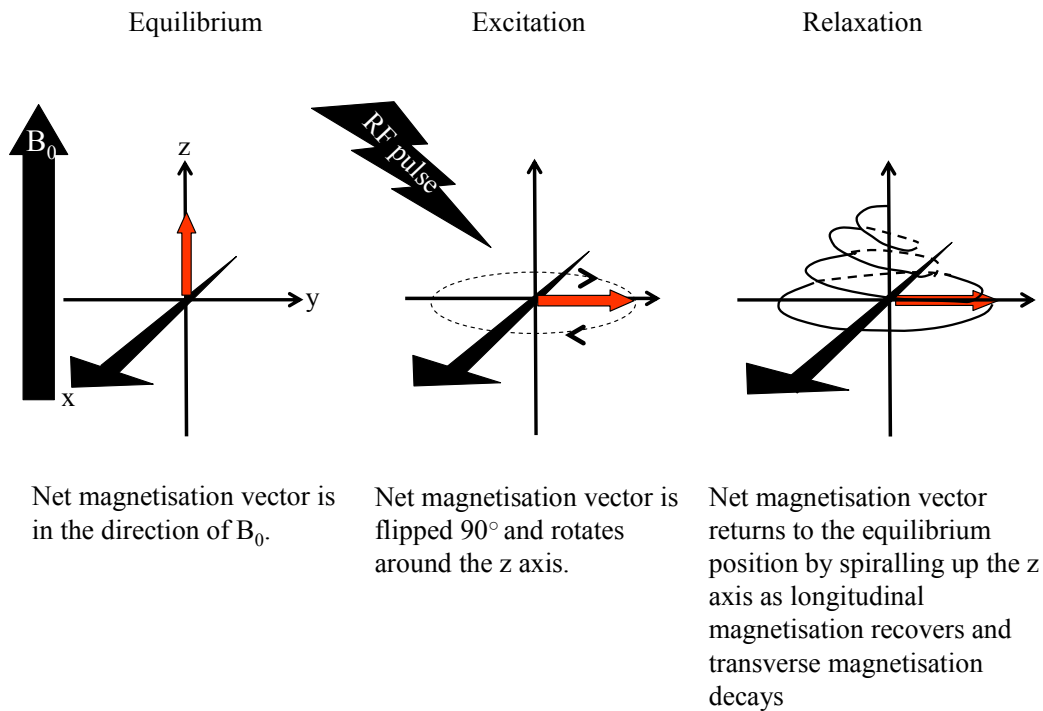 Equilibrium
Excitation
Relaxation
B₀
z
y
x
RF pulse
Net magnetisation vector is
in the direction of B₀.
Net magnetisation vector is
flipped 90° and rotates
around the z axis.
Net magnetisation vector
returns to the equilibrium
position by spiralling up the z
axis as longitudinal
magnetisation recovers and
transverse magnetisation
decays